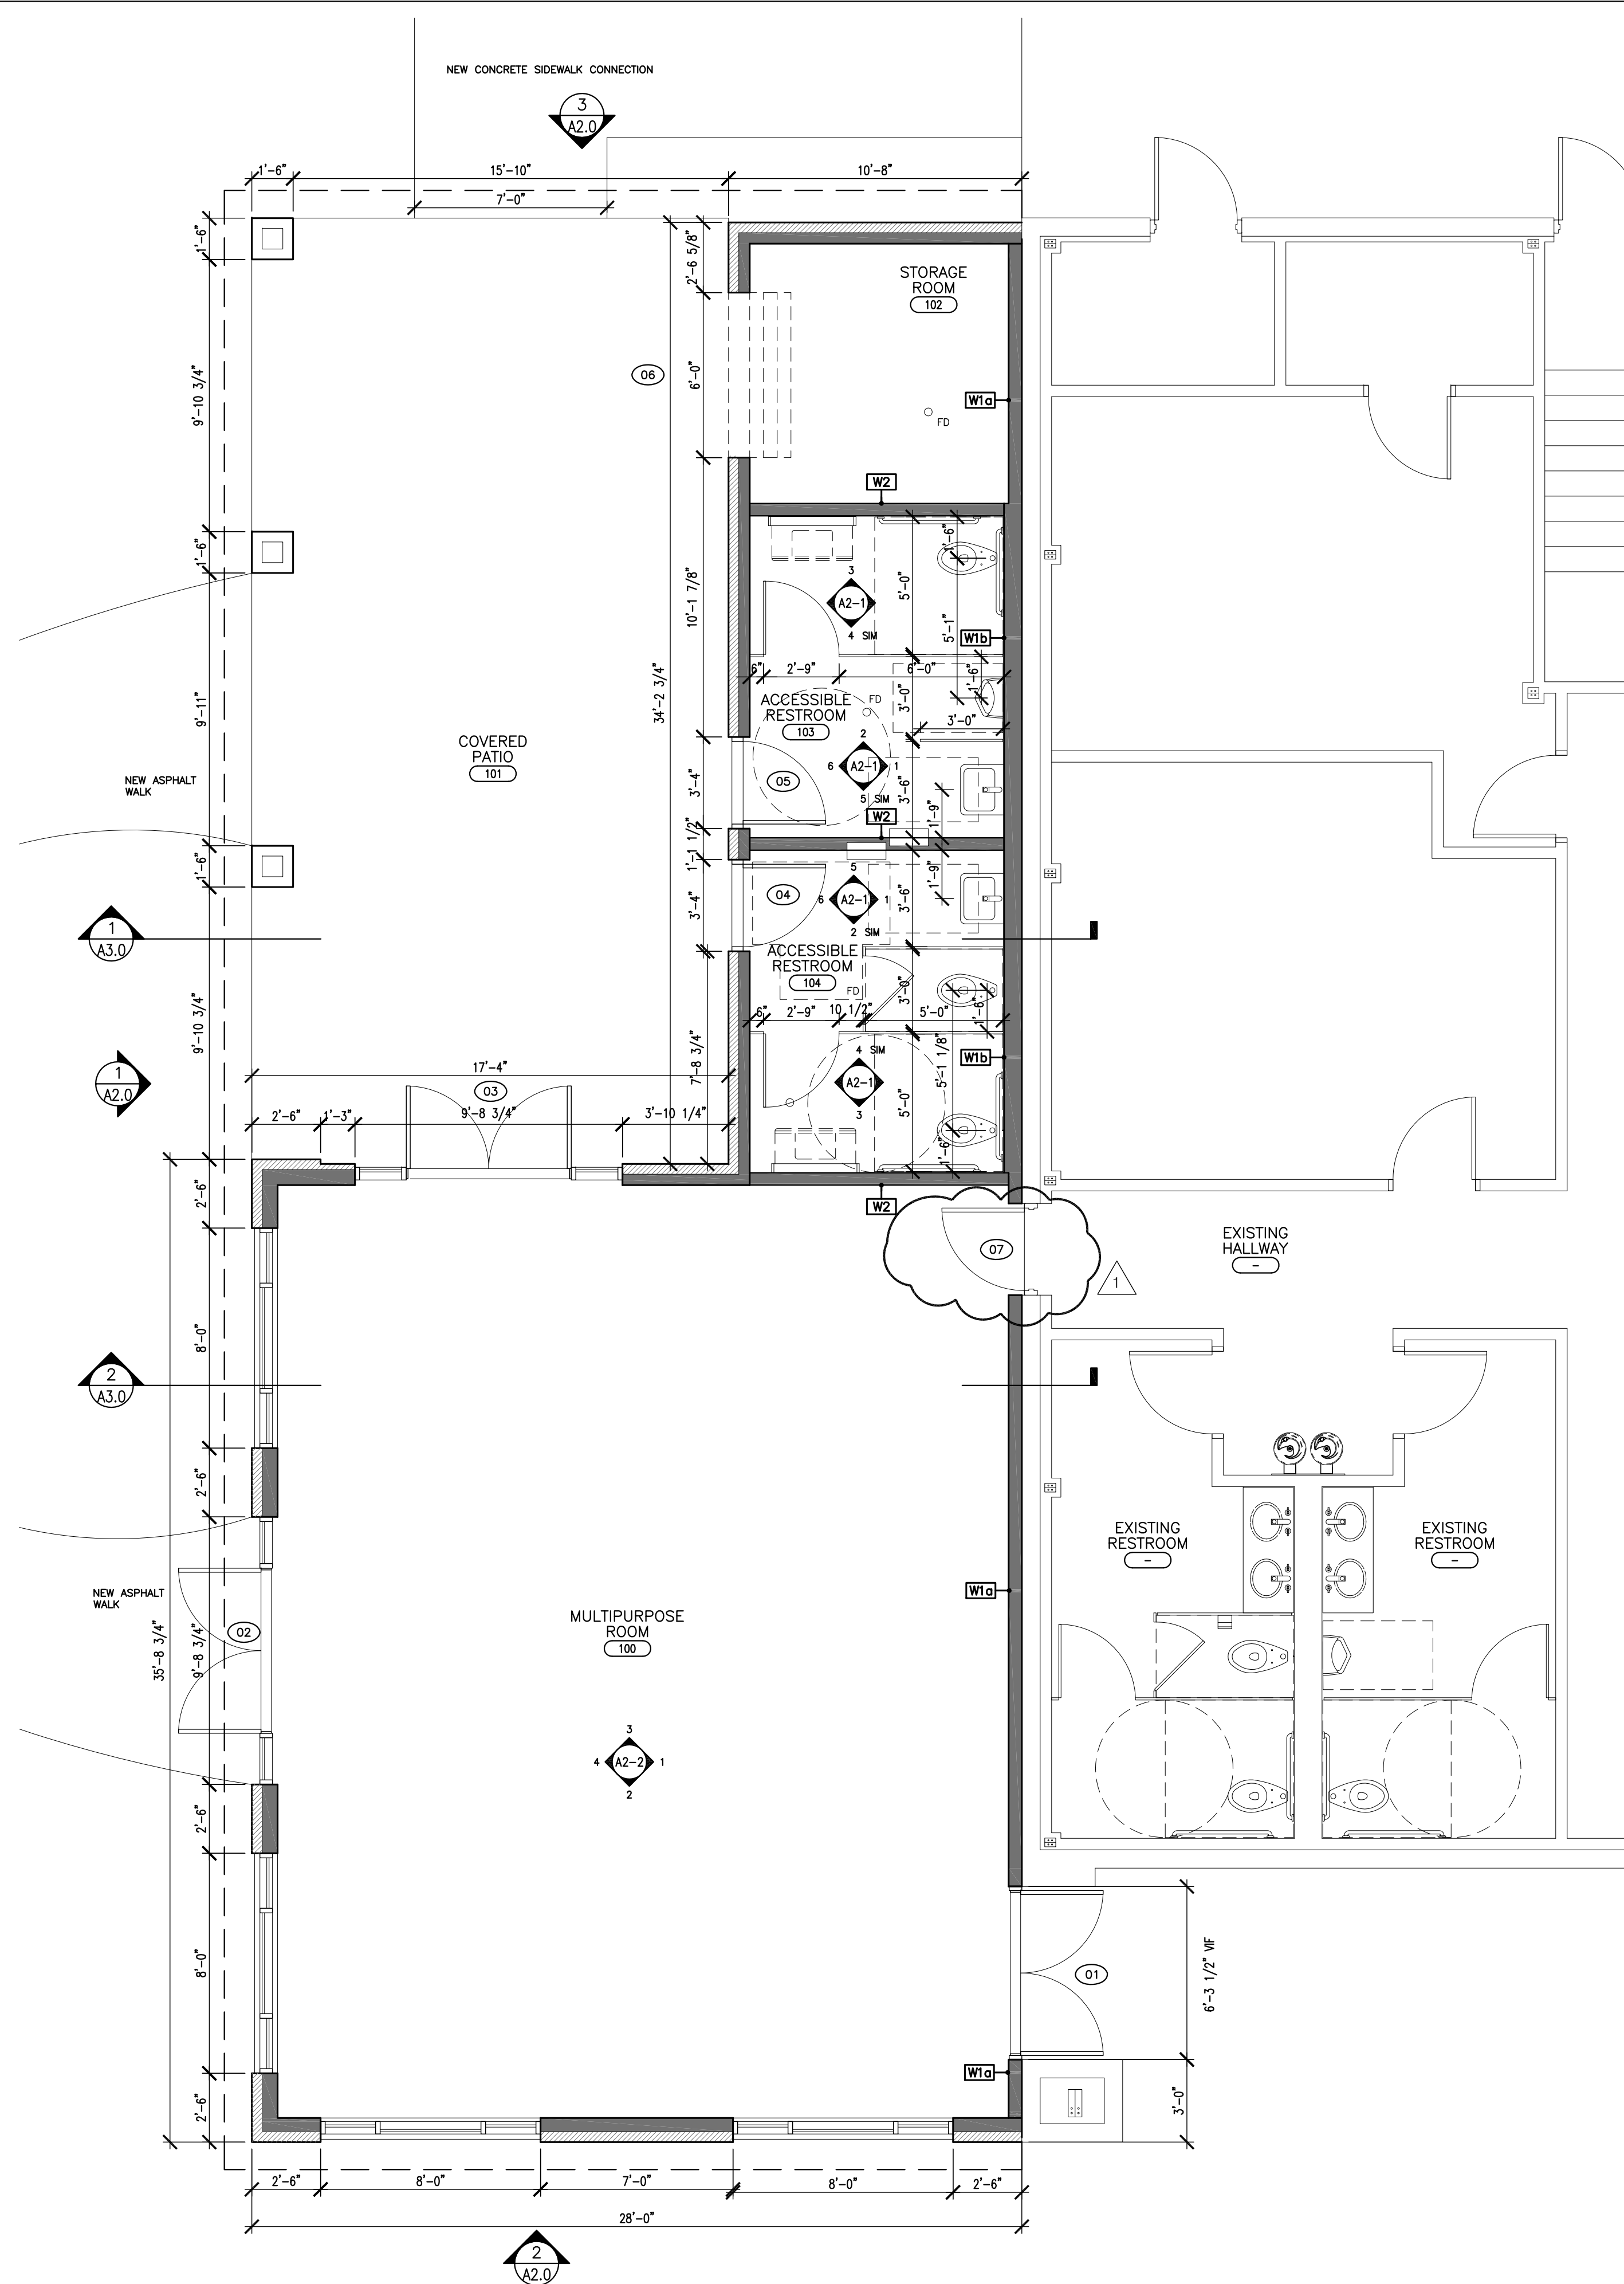 NEW CONCRETE SIDEWALK CONNECTION
3
A2.0
1'-6"
15'-10"
10'-8"
7'-0"
1'-6"
2'-6 5/8"
STORAGE
ROOM
102
9'-10 3/4"
06
6'-0"
W1a
FD
W2
1'-6"
1'-6"
3
A2-1
4 SIM
5'-0"
10'-1 7/8"
5'-1"
W1b
6"
2'-9"
6'-0"
1'-6"
34'-2 3/4"
ACCESSIBLE
RESTROOM
103
FD
3'-0"
3'-0"
9'-11"
COVERED
PATIO
101
NEW ASPHALT
WALK
2
6
A2-1
1
5 SIM
05
3'-4"
3'-6"
1'-9"
W2
1'-1 1/2"
1'-6"
5
6
A2-1
1
2 SIM
04
3'-4"
3'-6"
1'-9"
1
A3.0
ACCESSIBLE
RESTROOM
104
FD
3'-0"
1'-6"
6"
2'-9"
10 1/2"
5'-0"
9'-10 3/4"
7'-8 3/4"
4 SIM
A2-1
3
5'-1 1/8"
5'-0"
W1b
1'-6"
1
A2.0
17'-4"
03
2'-6"
1'-3"
9'-8 3/4"
3'-10 1/4"
2'-6"
W2
07
1
EXISTING
HALLWAY
-
8'-0"
2
A3.0
2'-6"
EXISTING
RESTROOM
-
EXISTING
RESTROOM
-
NEW ASPHALT
WALK
35'-8 3/4"
9'-8 3/4"
02
MULTIPURPOSE
ROOM
100
W1a
3
4
A2-2
1
2
2'-6"
8'-0"
01
6'-3 1/2" VIF
W1a
2'-6"
3'-0"
2'-6"
8'-0"
7'-0"
8'-0"
2'-6"
28'-0"
2
A2.0